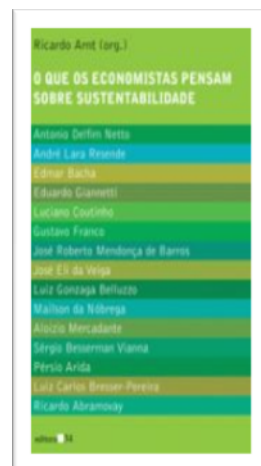 Ricardo Arnt (org.)
O QUE OS ECONOMISTAS PENSAM
SOBRE SUSTENTABILIDADE
Antonio Delfim Netto
André Lara Resende
Edmar Bacha
Eduardo Giannetti
Luciano Coutinho
Gustavo Franco
José Roberto Mendonça de Barros
José Eli da Veiga
Luiz Gonzaga Belluzzo
Maílson da Nóbrega
Aloizio Mercadante
Sérgio Besserman Vianna
Pérsio Arida
Luiz Carlos Bresser-Pereira
Ricardo Abramovay
editora 34